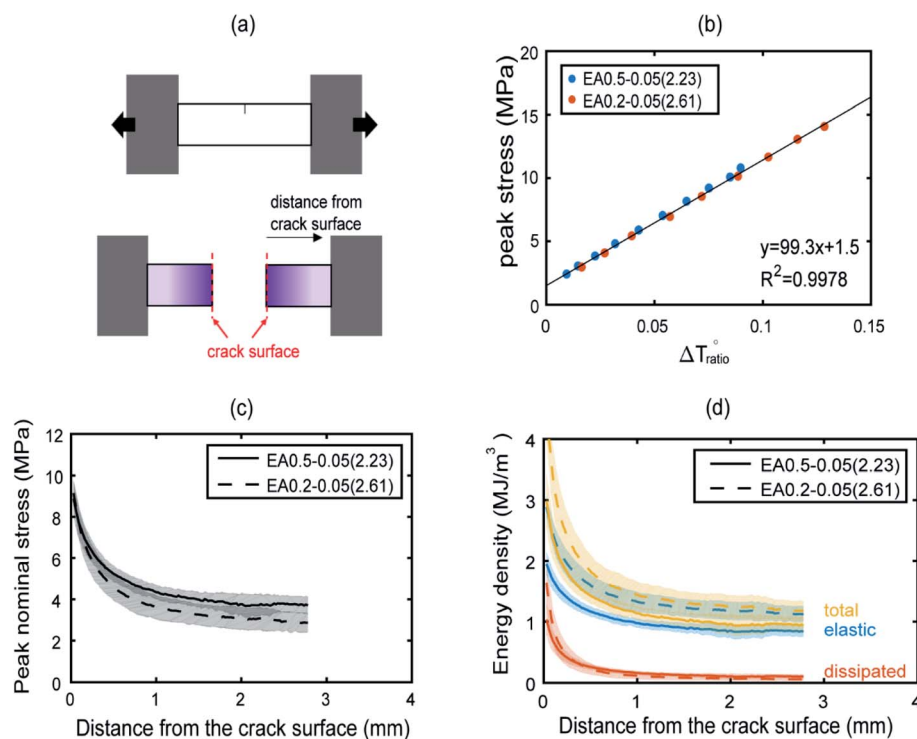 (a)
distance from
crack surface
crack surface
(b)
peak stress (MPa)
20
15
10
5
0
EA0.5-0.05(2.23)
EA0.2-0.05(2.61)
y=99.3x+1.5
R²=0.9978
0
0.05
0.1
0.15
ΔT°ratio
(c)
Peak nominal stress (MPa)
12
10
8
6
4
2
0
EA0.5-0.05(2.23)
EA0.2-0.05(2.61)
0
1
2
3
4
Distance from the crack surface (mm)
(d)
Energy density (MJ/m³)
4
3
2
1
0
EA0.5-0.05(2.23)
EA0.2-0.05(2.61)
total
elastic
dissipated
0
1
2
3
4
Distance from the crack surface (mm)